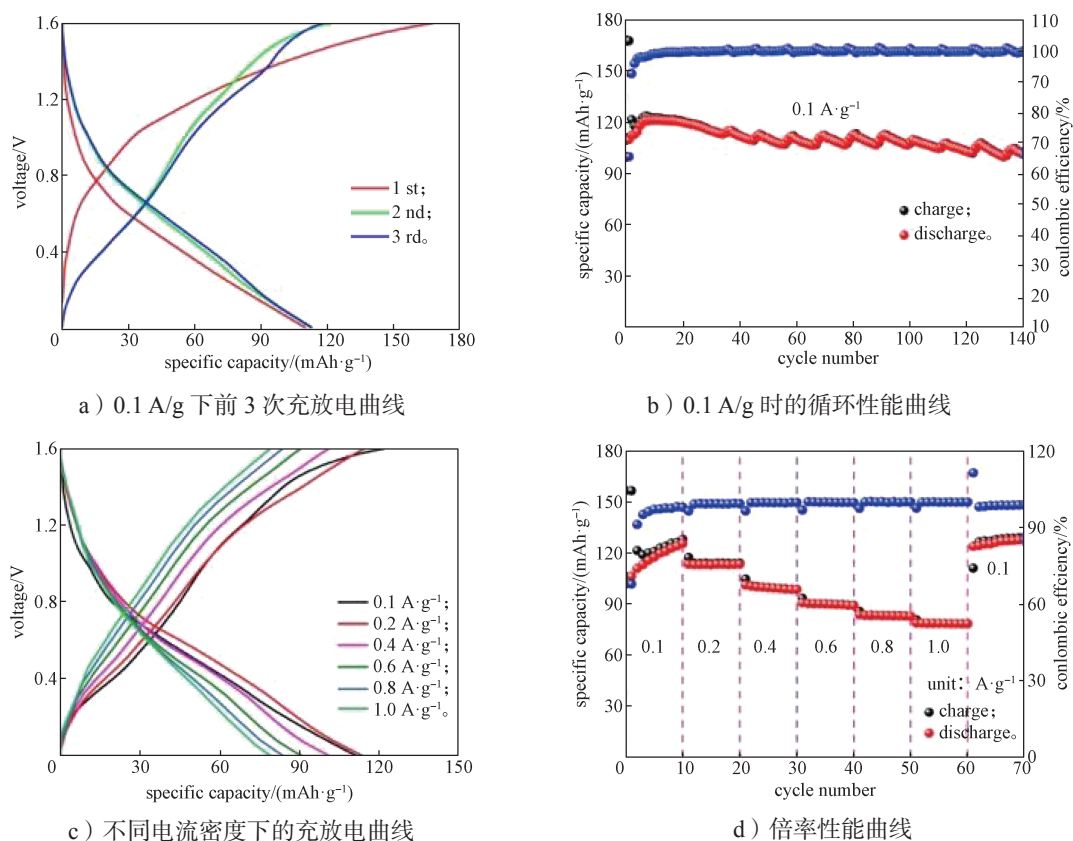 1.6
1.2
0.8
0.4
0
voltage/V
1 st；
2 nd；
3 rd。
30 60 90 120 150 180
specific capacity/(mAh·g⁻¹)
a）0.1 A/g 下前 3 次充放电曲线
180
150
120
90
60
30
specific capacity/(mAh·g⁻¹)
0.1 A·g⁻¹
charge；
discharge。
110
100
70
90
80
70
60
50
40
30
20
10
coulombic efficiency/%
0 20 40 60 80 100 120 140
cycle number
b）0.1 A/g 时的循环性能曲线
1.6
1.2
0.8
0.4
voltage/V
0.1 A·g⁻¹；
0.2 A·g⁻¹；
0.4 A·g⁻¹；
0.6 A·g⁻¹；
0.8 A·g⁻¹；
1.0 A·g⁻¹。
0 30 60 90 120 150
specific capacity/(mAh·g⁻¹)
c）不同电流密度下的充放电曲线
180
150
120
90
60
30
specific capacity/(mAh·g⁻¹)
0.1 0.2 0.4 0.6 0.8 1.0 0.1
unit：A·g⁻¹
charge；
discharge。
120
90
60
30
0
conlombic effciency/%
0 10 20 30 40 50 60 70
cycle number
d）倍率性能曲线